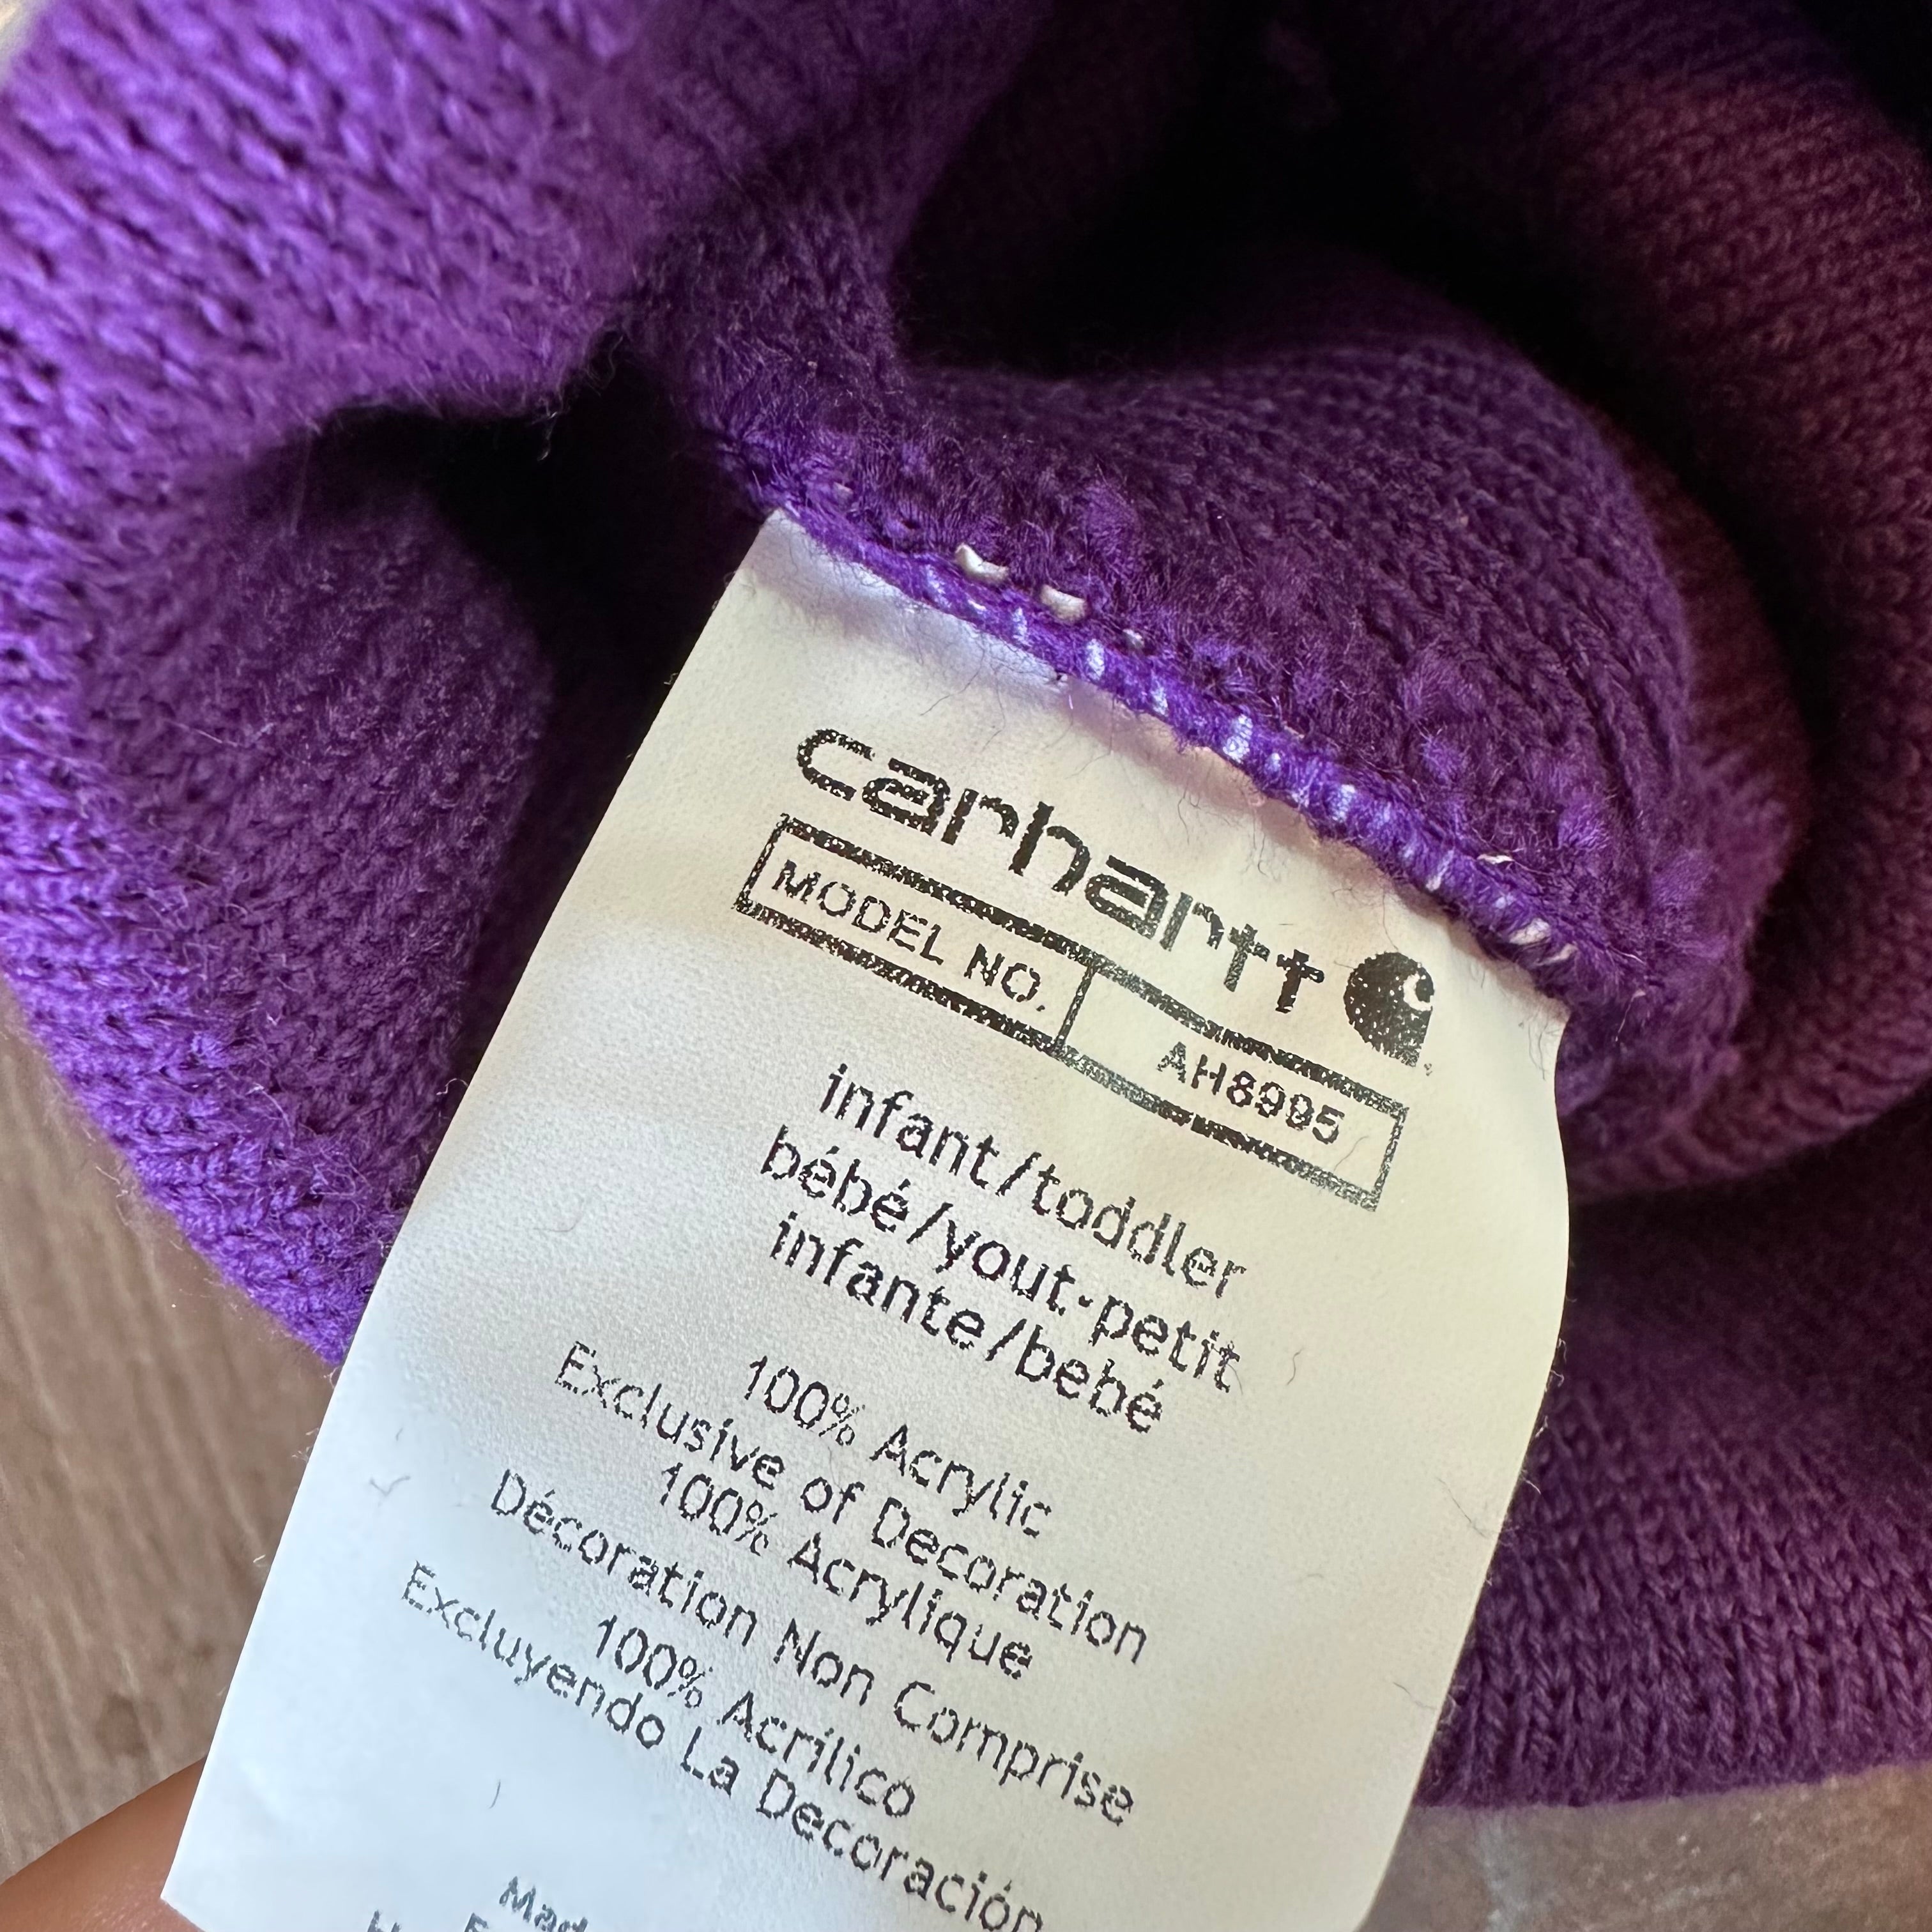 carhartt
MODEL NO. AH8995
infant/toddler
bébé/yout-petit
infante/bebé
100% Acrylic
Exclusive of Decoration
100% Acrylique
Décoration Non Comprise
100% Acrílico
Excluyendo La Decoración